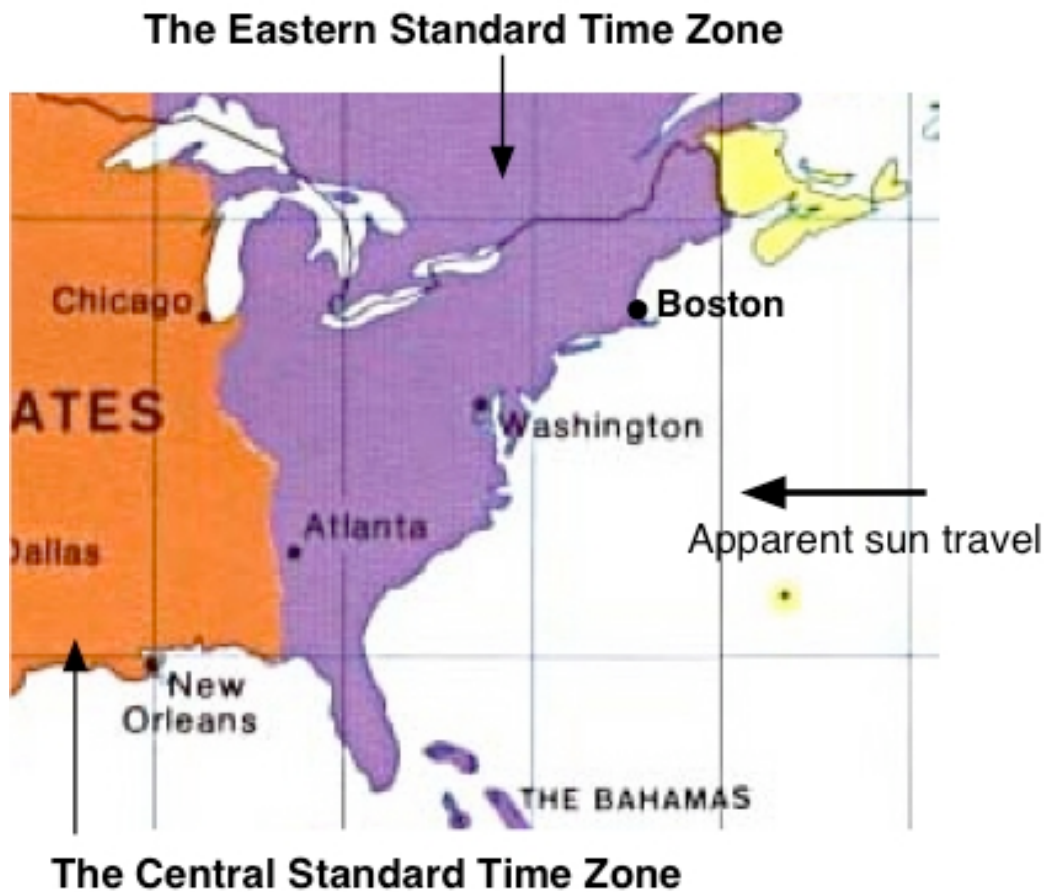 The Eastern Standard Time Zone
Chicago
Boston
ATES
Washington
Atlanta
Apparent sun travel
Dallas
New
Orleans
THE BAHAMAS
The Central Standard Time Zone